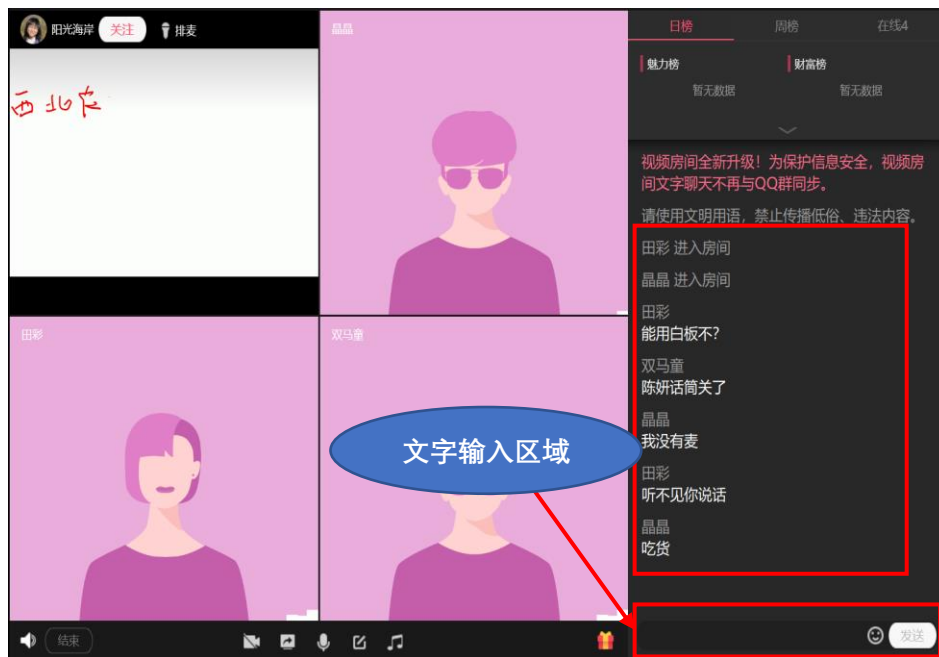 阳光海岸 关注 排麦
西北农
晶晶
田彩
双马童
文字输入区域
结束
日榜 周榜 在线4
魅力榜 财富榜
暂无数据 暂无数据
视频房间全新升级！为保护信息安全，视频房
间文字聊天不再与QQ群同步。
请使用文明用语，禁止传播低俗、违法内容。
田彩 进入房间
晶晶 进入房间
田彩
能用白板不?
双马童
陈妍话筒关了
晶晶
我没有麦
田彩
听不见你说话
晶晶
吃货
发送